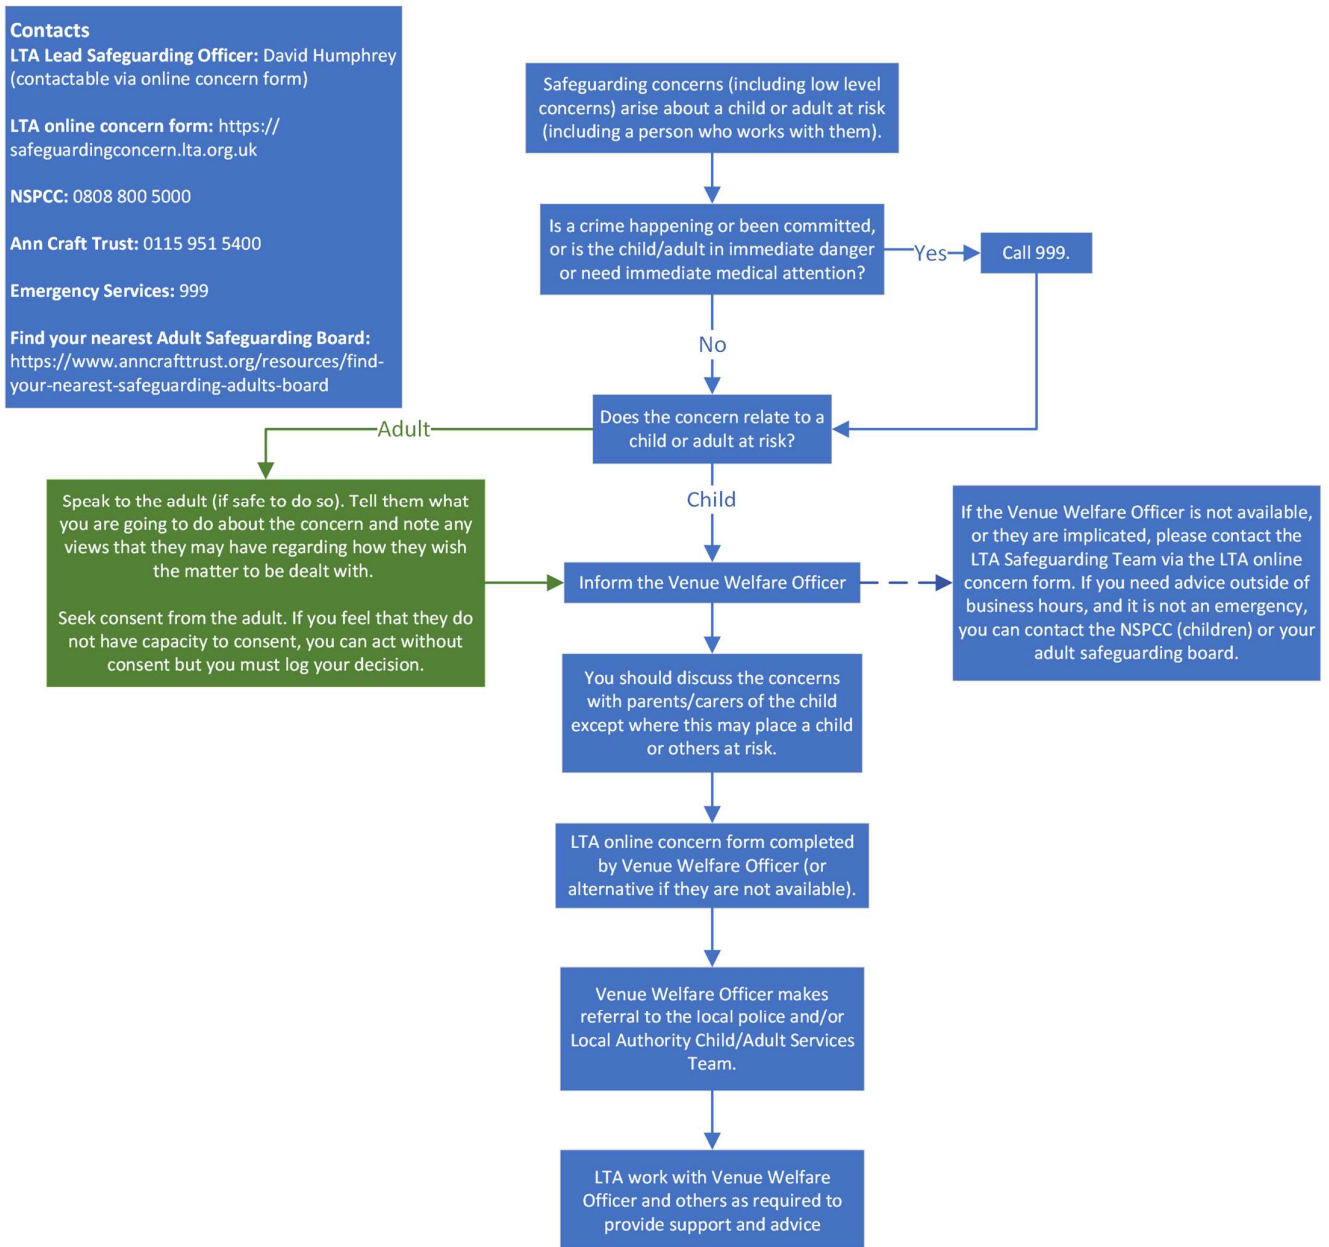 Contacts
LTA Lead Safeguarding Officer: David Humphrey
(contactable via online concern form)
LTA online concern form: https://
safeguardingconcern.lta.org.uk
NSPCC: 0808 800 5000
Ann Craft Trust: 0115 951 5400
Emergency Services: 999
Find your nearest Adult Safeguarding Board:
https://www.anncrafttrust.org/resources/find-
your-nearest-safeguarding-adults-board
Safeguarding concerns (including low level
concerns) arise about a child or adult at risk
(including a person who works with them).
Is a crime happening or been committed,
or is the child/adult in immediate danger
or need immediate medical attention?
Yes
Call 999.
No
Does the concern relate to a
child or adult at risk?
Adult
Speak to the adult (if safe to do so). Tell them what
you are going to do about the concern and note any
views that they may have regarding how they wish
the matter to be dealt with.
Seek consent from the adult. If you feel that they do
not have capacity to consent, you can act without
consent but you must log your decision.
Child
Inform the Venue Welfare Officer
If the Venue Welfare Officer is not available,
or they are implicated, please contact the
LTA Safeguarding Team via the LTA online
concern form. If you need advice outside of
business hours, and it is not an emergency,
you can contact the NSPCC (children) or your
adult safeguarding board.
You should discuss the concerns
with parents/carers of the child
except where this may place a child
or others at risk.
LTA online concern form completed
by Venue Welfare Officer (or
alternative if they are not available).
Venue Welfare Officer makes
referral to the local police and/or
Local Authority Child/Adult Services
Team.
LTA work with Venue Welfare
Officer and others as required to
provide support and advice